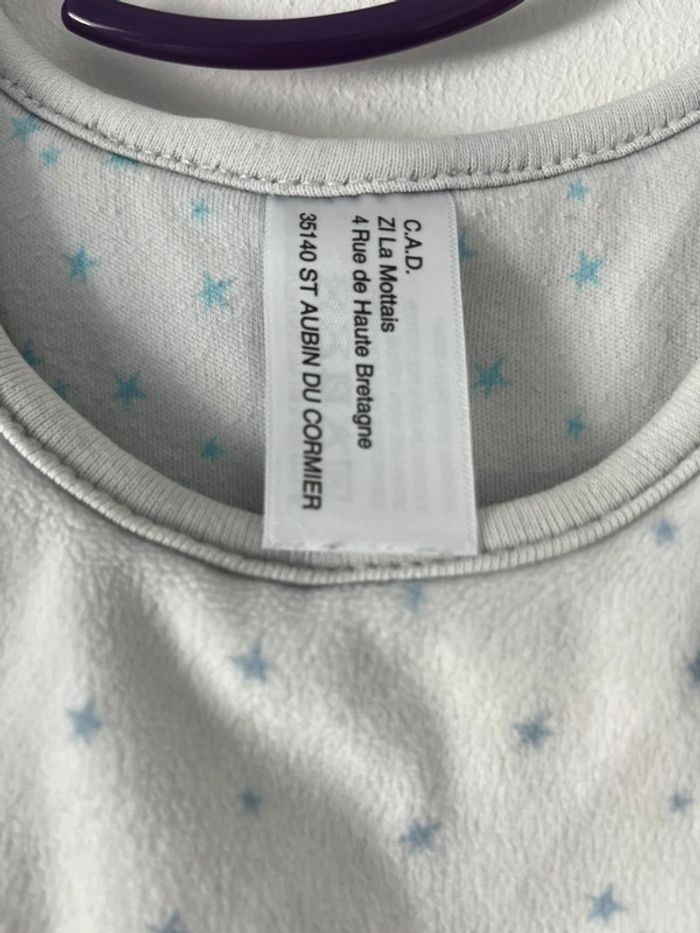 C.A.D.
ZI La Mottais
4 Rue de Haute Bretagne
35140 ST AUBIN DU CORMIER